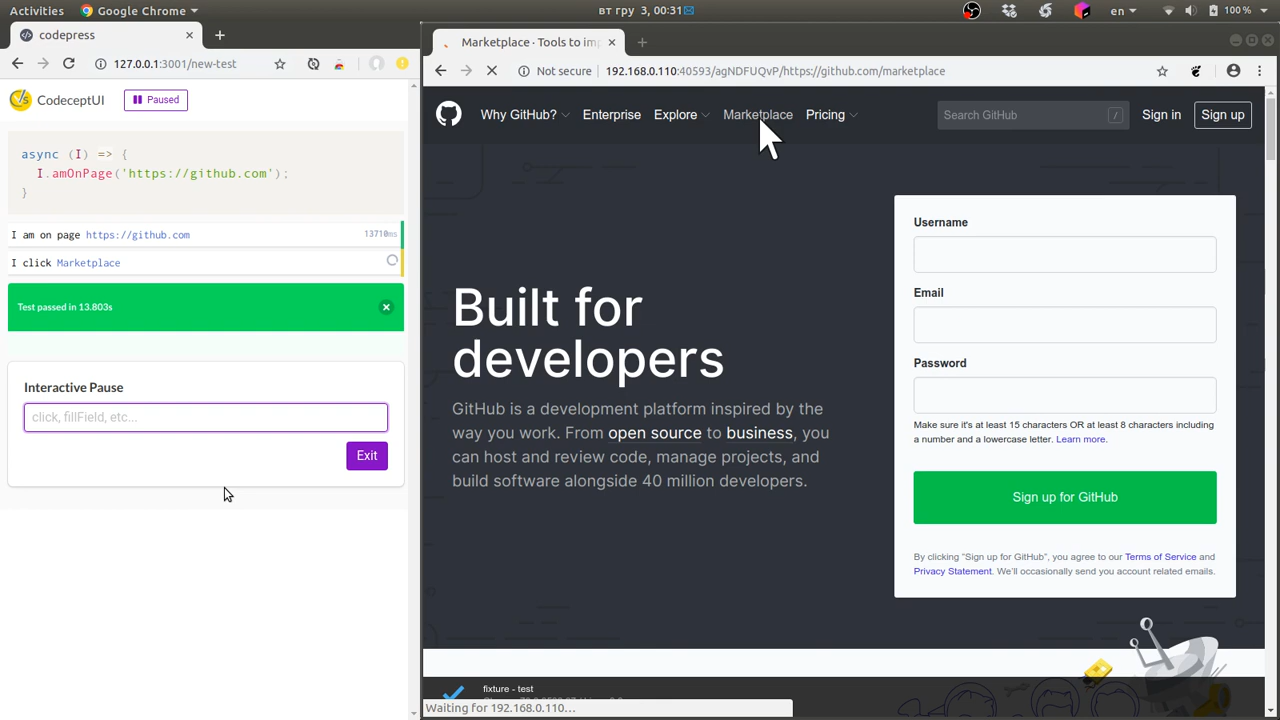 Activities
Google Chrome
вт гру 3, 00:31
en
100 %
codepress
127.0.0.1:3001/new-test
CodeceptUI
Paused
async (I) => {
I.amOnPage('https://github.com');
}
I am on page https://github.com
13710ms
I click Marketplace
Test passed in 13.803s
Interactive Pause
click, fillField, etc...
Exit
Marketplace · Tools to im
Not secure
192.168.0.110:40593/agNDFUQvP/https://github.com/marketplace
Why GitHub?
Enterprise
Explore
Marketplace
Pricing
Search GitHub
/
Sign in
Sign up
Built for
developers
GitHub is a development platform inspired by the
way you work. From open source to business, you
can host and review code, manage projects, and
build software alongside 40 million developers.
Username
Email
Password
Make sure it's at least 15 characters OR at least 8 characters including
a number and a lowercase letter. Learn more.
Sign up for GitHub
By clicking “Sign up for GitHub”, you agree to our Terms of Service and
Privacy Statement. We’ll occasionally send you account related emails.
fixture - test
Waiting for 192.168.0.110...